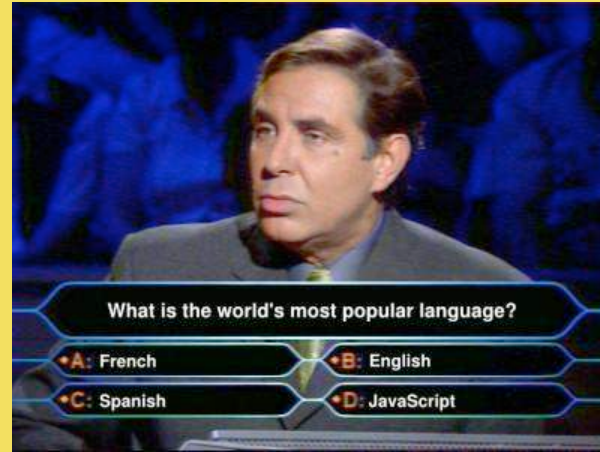 What is the world's most popular language?
A: French
B: English
C: Spanish
D: JavaScript